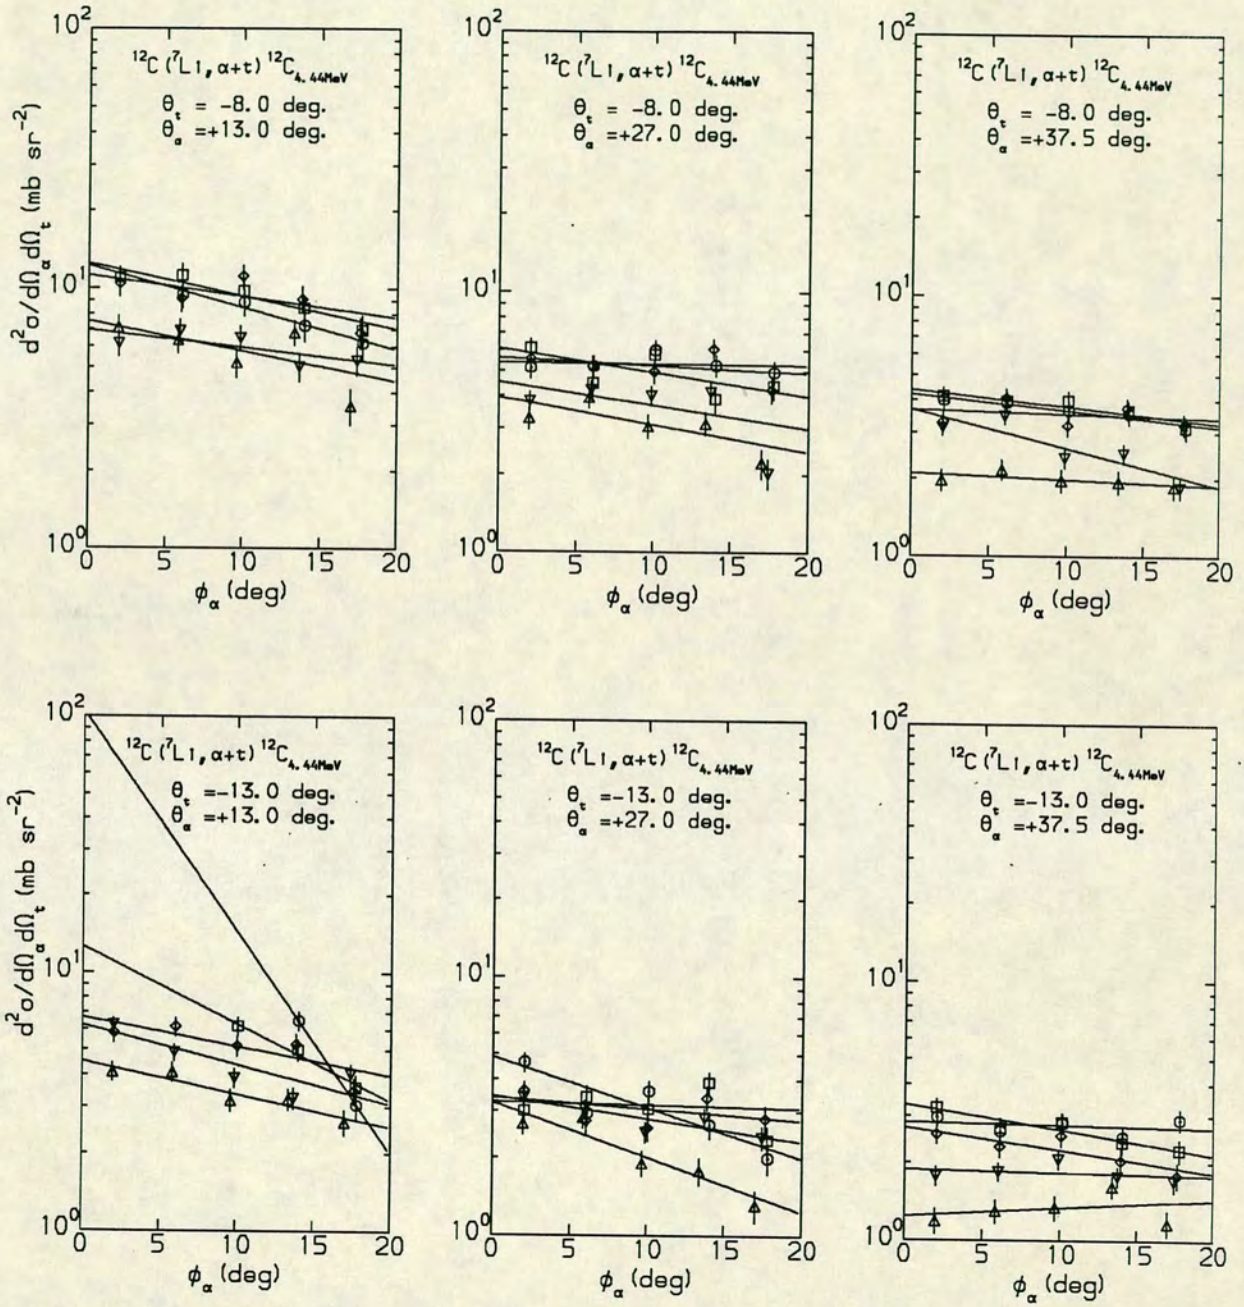 10²
¹²C (⁷Li, α+t) ¹²C₄.₄₄MeV
θₜ = -8.0 deg.
θα =+13.0 deg.
10¹
10⁰
0 5 10 15 20
ϕα (deg)
d²σ/dΩα dΩₜ (mb sr⁻²)
10²
¹²C (⁷Li, α+t) ¹²C₄.₄₄MeV
θₜ = -8.0 deg.
θα =+27.0 deg.
10¹
10⁰
0 5 10 15 20
ϕα (deg)
10²
¹²C (⁷Li, α+t) ¹²C₄.₄₄MeV
θₜ = -8.0 deg.
θα =+37.5 deg.
10¹
10⁰
0 5 10 15 20
ϕα (deg)
10²
¹²C (⁷Li, α+t) ¹²C₄.₄₄MeV
θₜ =-13.0 deg.
θα =+13.0 deg.
10¹
10⁰
0 5 10 15 20
ϕα (deg)
d²σ/dΩα dΩₜ (mb sr⁻²)
10²
¹²C (⁷Li, α+t) ¹²C₄.₄₄MeV
θₜ =-13.0 deg.
θα =+27.0 deg.
10¹
10⁰
0 5 10 15 20
ϕα (deg)
10²
¹²C (⁷Li, α+t) ¹²C₄.₄₄MeV
θₜ =-13.0 deg.
θα =+37.5 deg.
10¹
10⁰
0 5 10 15 20
ϕα (deg)